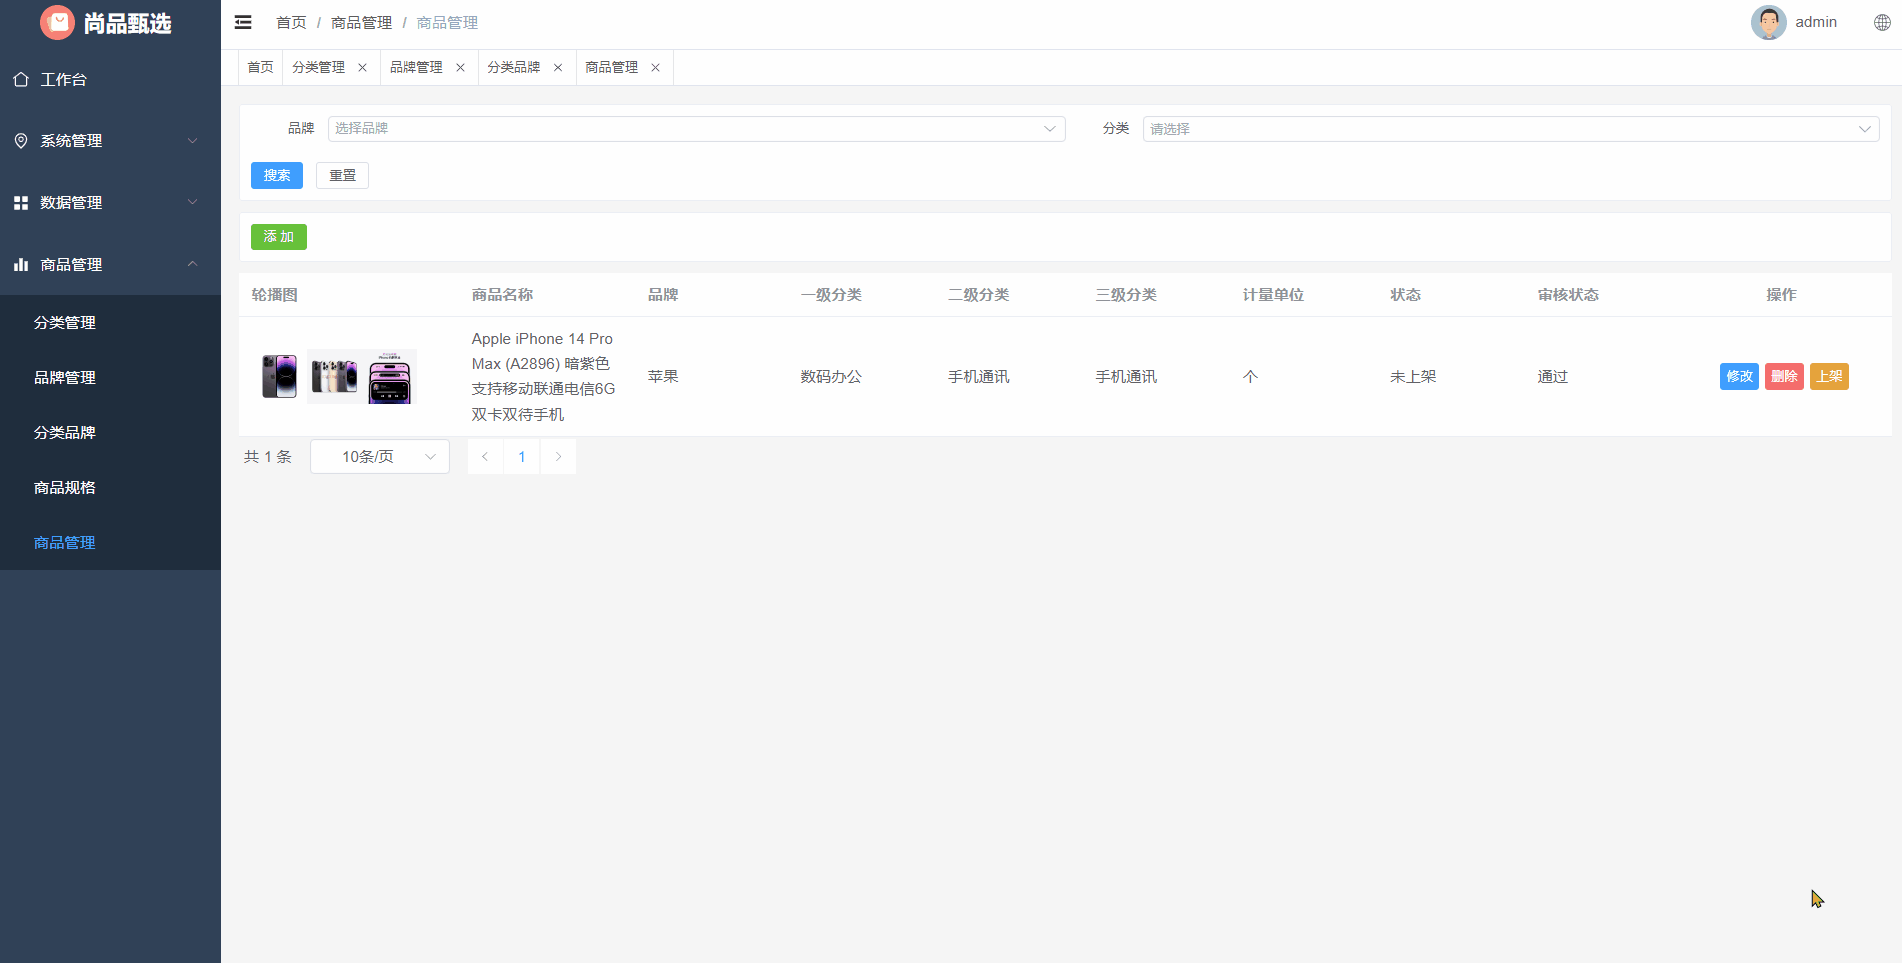 尚品甄选
首页 / 商品管理 / 商品管理
admin
首页 分类管理 品牌管理 分类品牌 商品管理
工作台
系统管理
数据管理
商品管理
分类管理
品牌管理
分类品牌
商品规格
商品管理
品牌 选择品牌 分类 请选择
搜索 重置
添 加
轮播图 商品名称 品牌 一级分类 二级分类 三级分类 计量单位 状态 审核状态 操作
Apple iPhone 14 Pro
Max (A2896) 暗紫色
支持移动联通电信6G
双卡双待手机
苹果 数码办公 手机通讯 手机通讯 个 未上架 通过 修改 删除 上架
共 1 条 10条/页 1